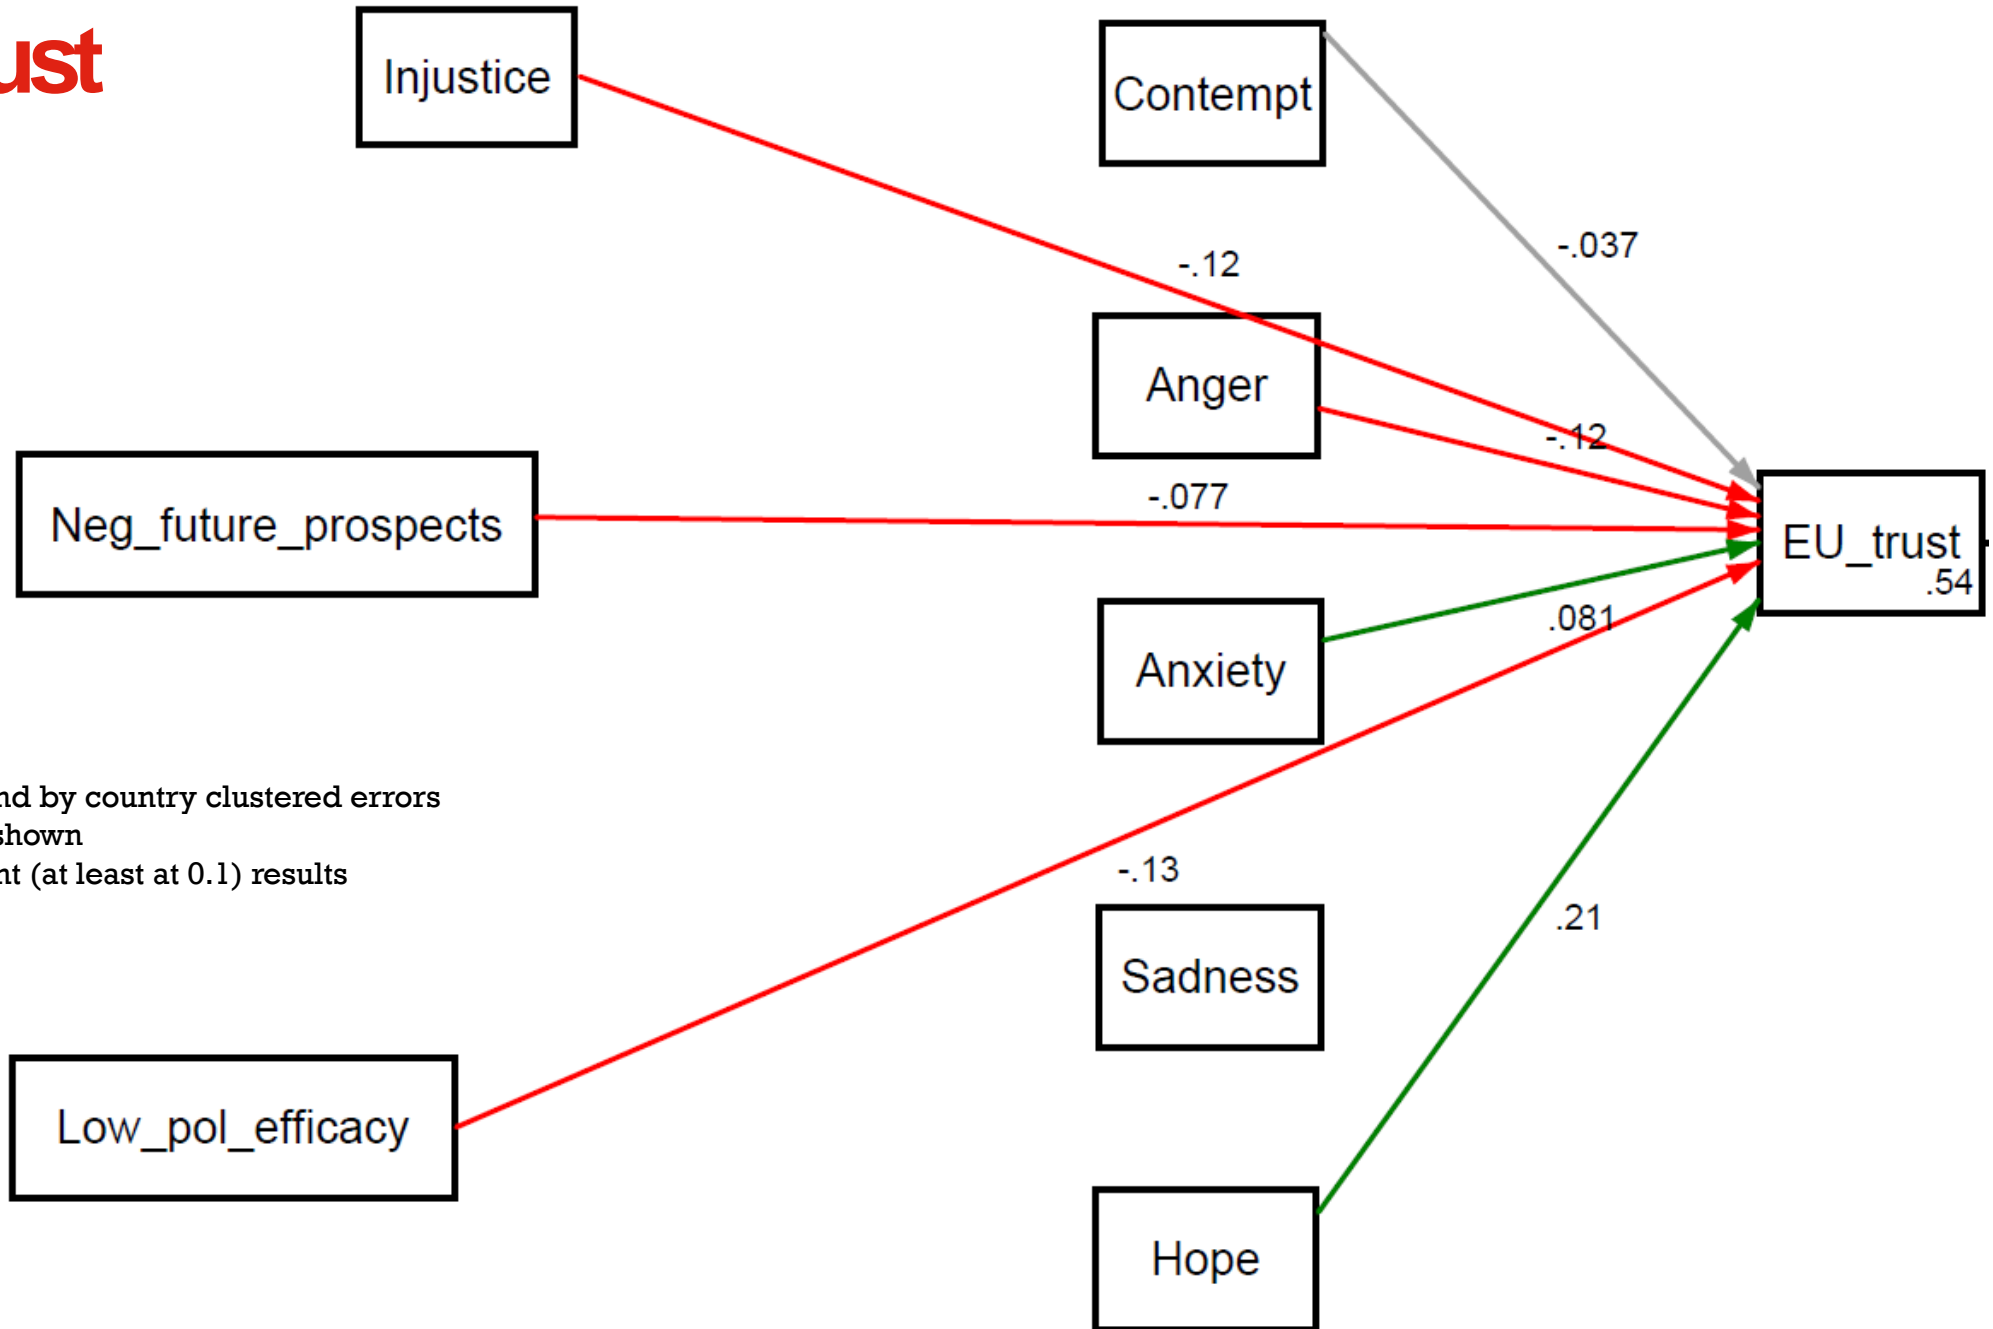 ust
Injustice
Contempt
-.037
-.12
Anger
-.12
Neg_future_prospects
-.077
EU_trust
.54
Anxiety
.081
nd by country clustered errors
shown
nt (at least at 0.1) results
-.13
Sadness
.21
Low_pol_efficacy
Hope